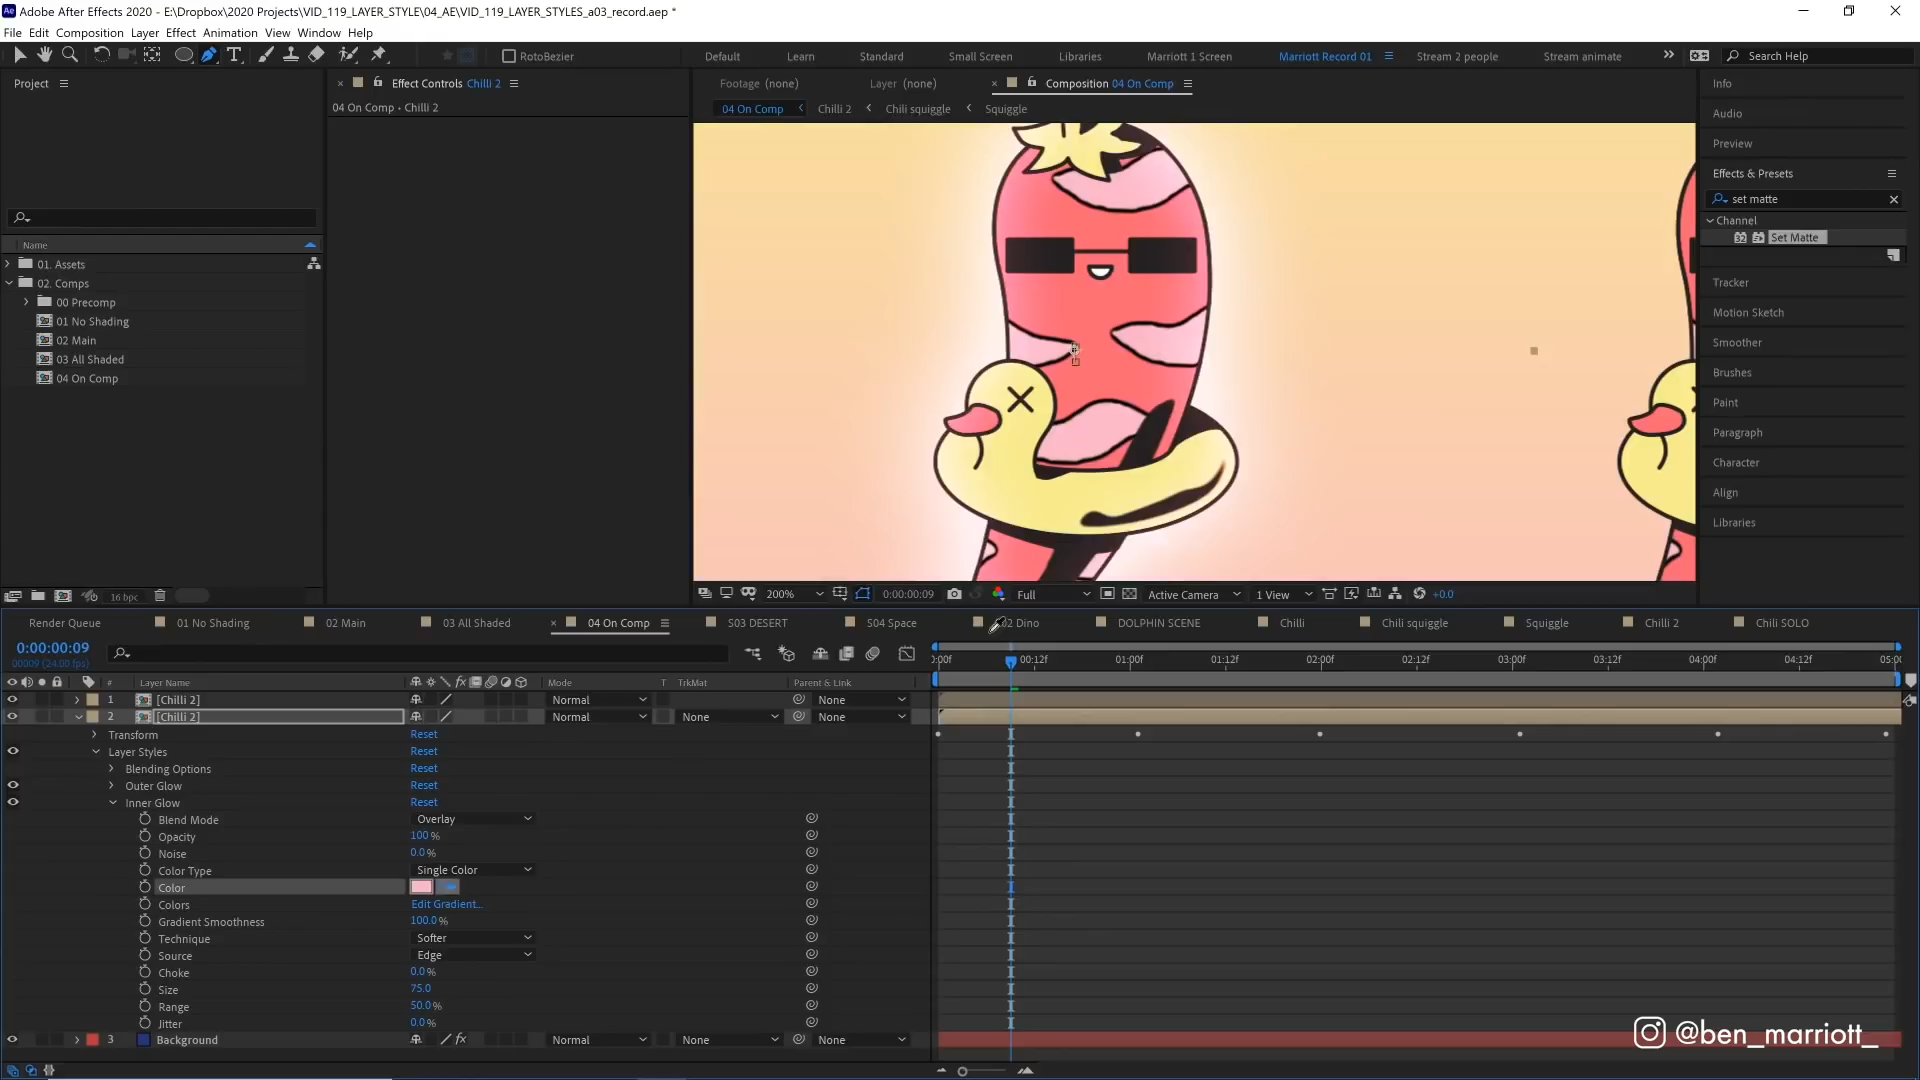 Adobe After Effects 2020 - E:\Dropbox\2020 Projects\VID_119_LAYER_STYLE\04_AE\VID_119_LAYER_STYLES_a03_record.aep *
File Edit Composition Layer Effect Animation View Window Help
RotoBezier Default Learn Standard Small Screen Libraries Marriott 1 Screen Marriott Record 01 Stream 2 people Stream animate Search Help
Project Effect Controls Chilli 2 Footage (none) Layer (none) Composition 04 On Comp Info
04 On Comp • Chilli 2 04 On Comp Chilli 2 Chili squiggle Squiggle
Audio
Preview
Effects & Presets
set matte
Channel
32 Set Matte
Name
01. Assets
02. Comps
00 Precomp
01 No Shading
02 Main
03 All Shaded
04 On Comp
Tracker
Motion Sketch
Smoother
Brushes
Paint
Paragraph
Character
Align
Libraries
16 bpc 200% 0:00:00:09 Full Active Camera 1 View +0.0
Render Queue 01 No Shading 02 Main 03 All Shaded 04 On Comp S03 DESERT S04 Space 02 Dino DOLPHIN SCENE Chilli Chili squiggle Squiggle Chilli 2 Chili SOLO
0:00:00:09
00009 (24.00 fps)
:00f 00:12f 01:00f 01:12f 02:00f 02:12f 03:00f 03:12f 04:00f 04:12f 05:0
# Layer Name Mode T TrkMat Parent & Link
1 [Chilli 2] Normal None
2 [Chilli 2] Normal None None
Transform Reset
Layer Styles Reset
Blending Options Reset
Outer Glow Reset
Inner Glow Reset
Blend Mode Overlay
Opacity 100%
Noise 0.0%
Color Type Single Color
Color
Colors Edit Gradient...
Gradient Smoothness 100.0%
Technique Softer
Source Edge
Choke 0.0%
Size 75.0
Range 50.0%
Jitter 0.0%
3 Background Normal None None
@ben_marriott_